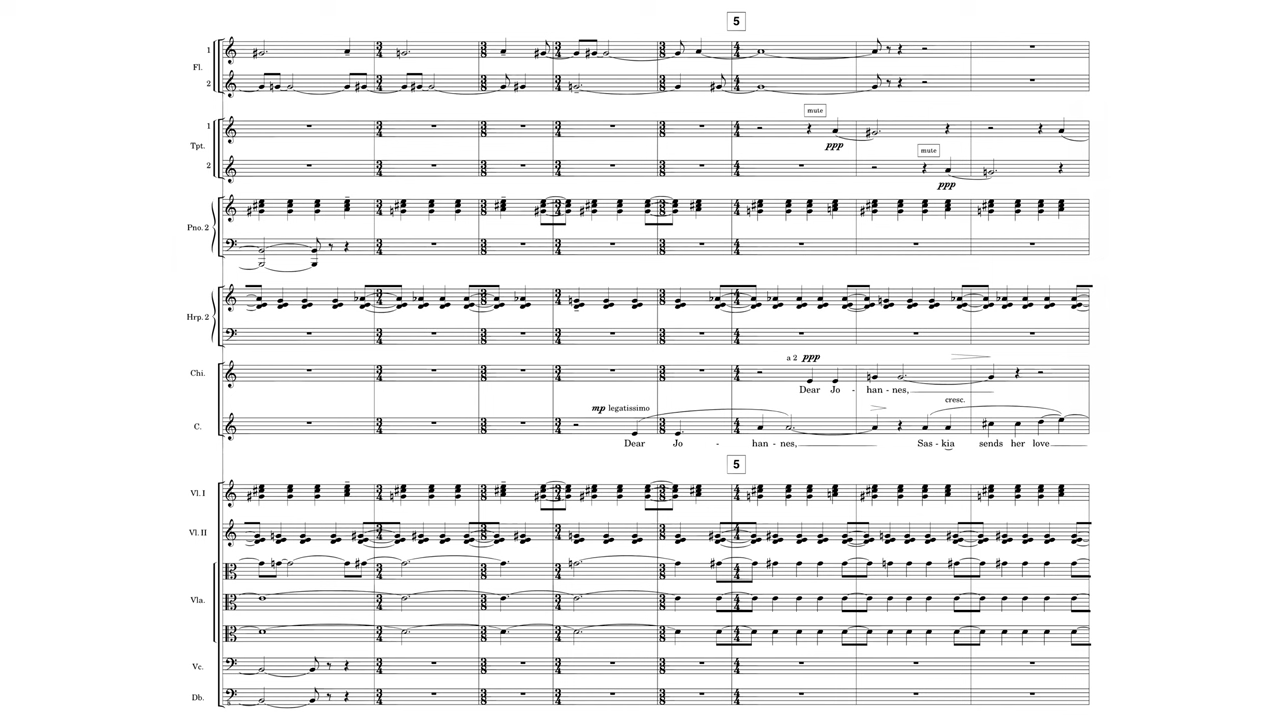 5
1
Fl.
2
mute
1
Tpt.
ppp
mute
2
ppp
Pno. 2
Hrp. 2
a 2 ppp
Chi.
Dear Jo - han - nes,
cresc.
mp legatissimo
C.
Dear Jo - han - nes, Sas - kia sends her love
5
Vl. I
Vl. II
Vla.
Vc.
Db.